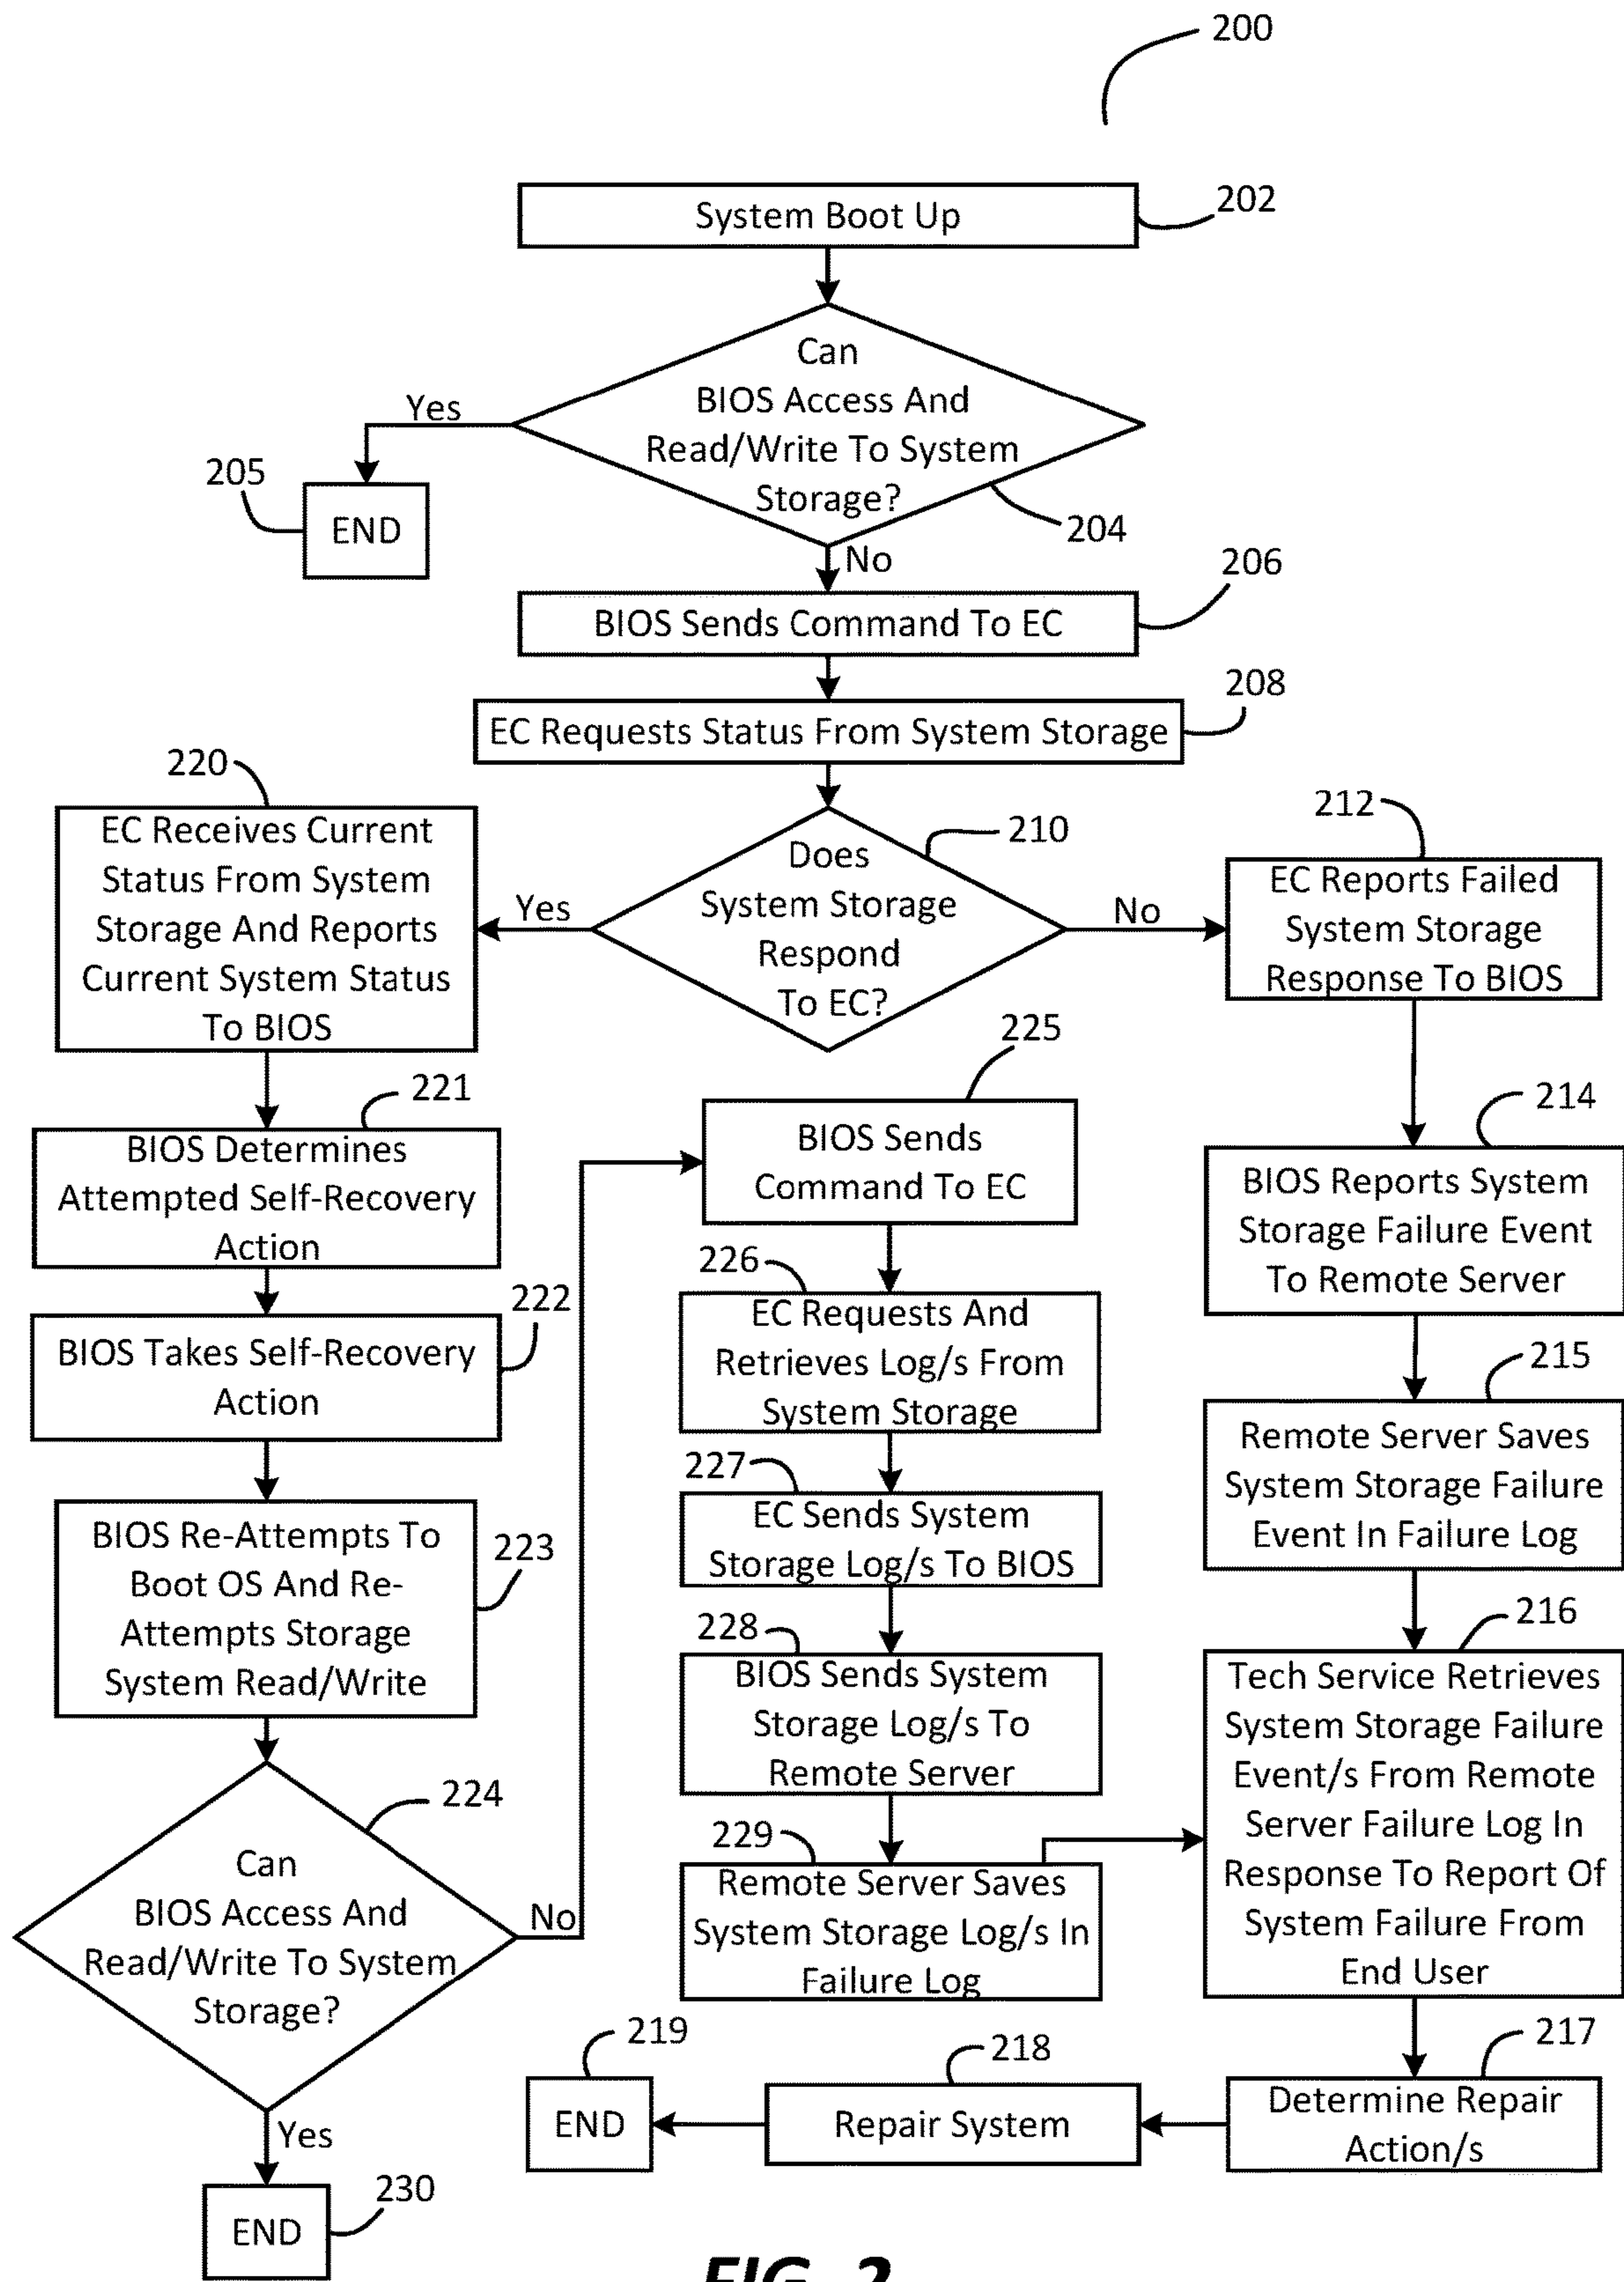 200
System Boot Up
202
Can
BIOS Access And
Read/Write To System
Storage?
204
Yes
205
END
No
BIOS Sends Command To EC
206
EC Requests Status From System Storage
208
Does
System Storage
Respond
To EC?
210
Yes
No
220
EC Receives Current
Status From System
Storage And Reports
Current System Status
To BIOS
212
EC Reports Failed
System Storage
Response To BIOS
221
BIOS Determines
Attempted Self-Recovery
Action
222
BIOS Takes Self-Recovery
Action
223
BIOS Re-Attempts To
Boot OS And Re-
Attempts Storage
System Read/Write
224
Can
BIOS Access And
Read/Write To System
Storage?
No
Yes
END
230
225
BIOS Sends
Command To EC
226
EC Requests And
Retrieves Log/s From
System Storage
227
EC Sends System
Storage Log/s To BIOS
228
BIOS Sends System
Storage Log/s To
Remote Server
229
Remote Server Saves
System Storage Log/s In
Failure Log
214
BIOS Reports System
Storage Failure Event
To Remote Server
215
Remote Server Saves
System Storage Failure
Event In Failure Log
216
Tech Service Retrieves
System Storage Failure
Event/s From Remote
Server Failure Log In
Response To Report Of
System Failure From
End User
217
Determine Repair
Action/s
218
Repair System
219
END
FIG. 2